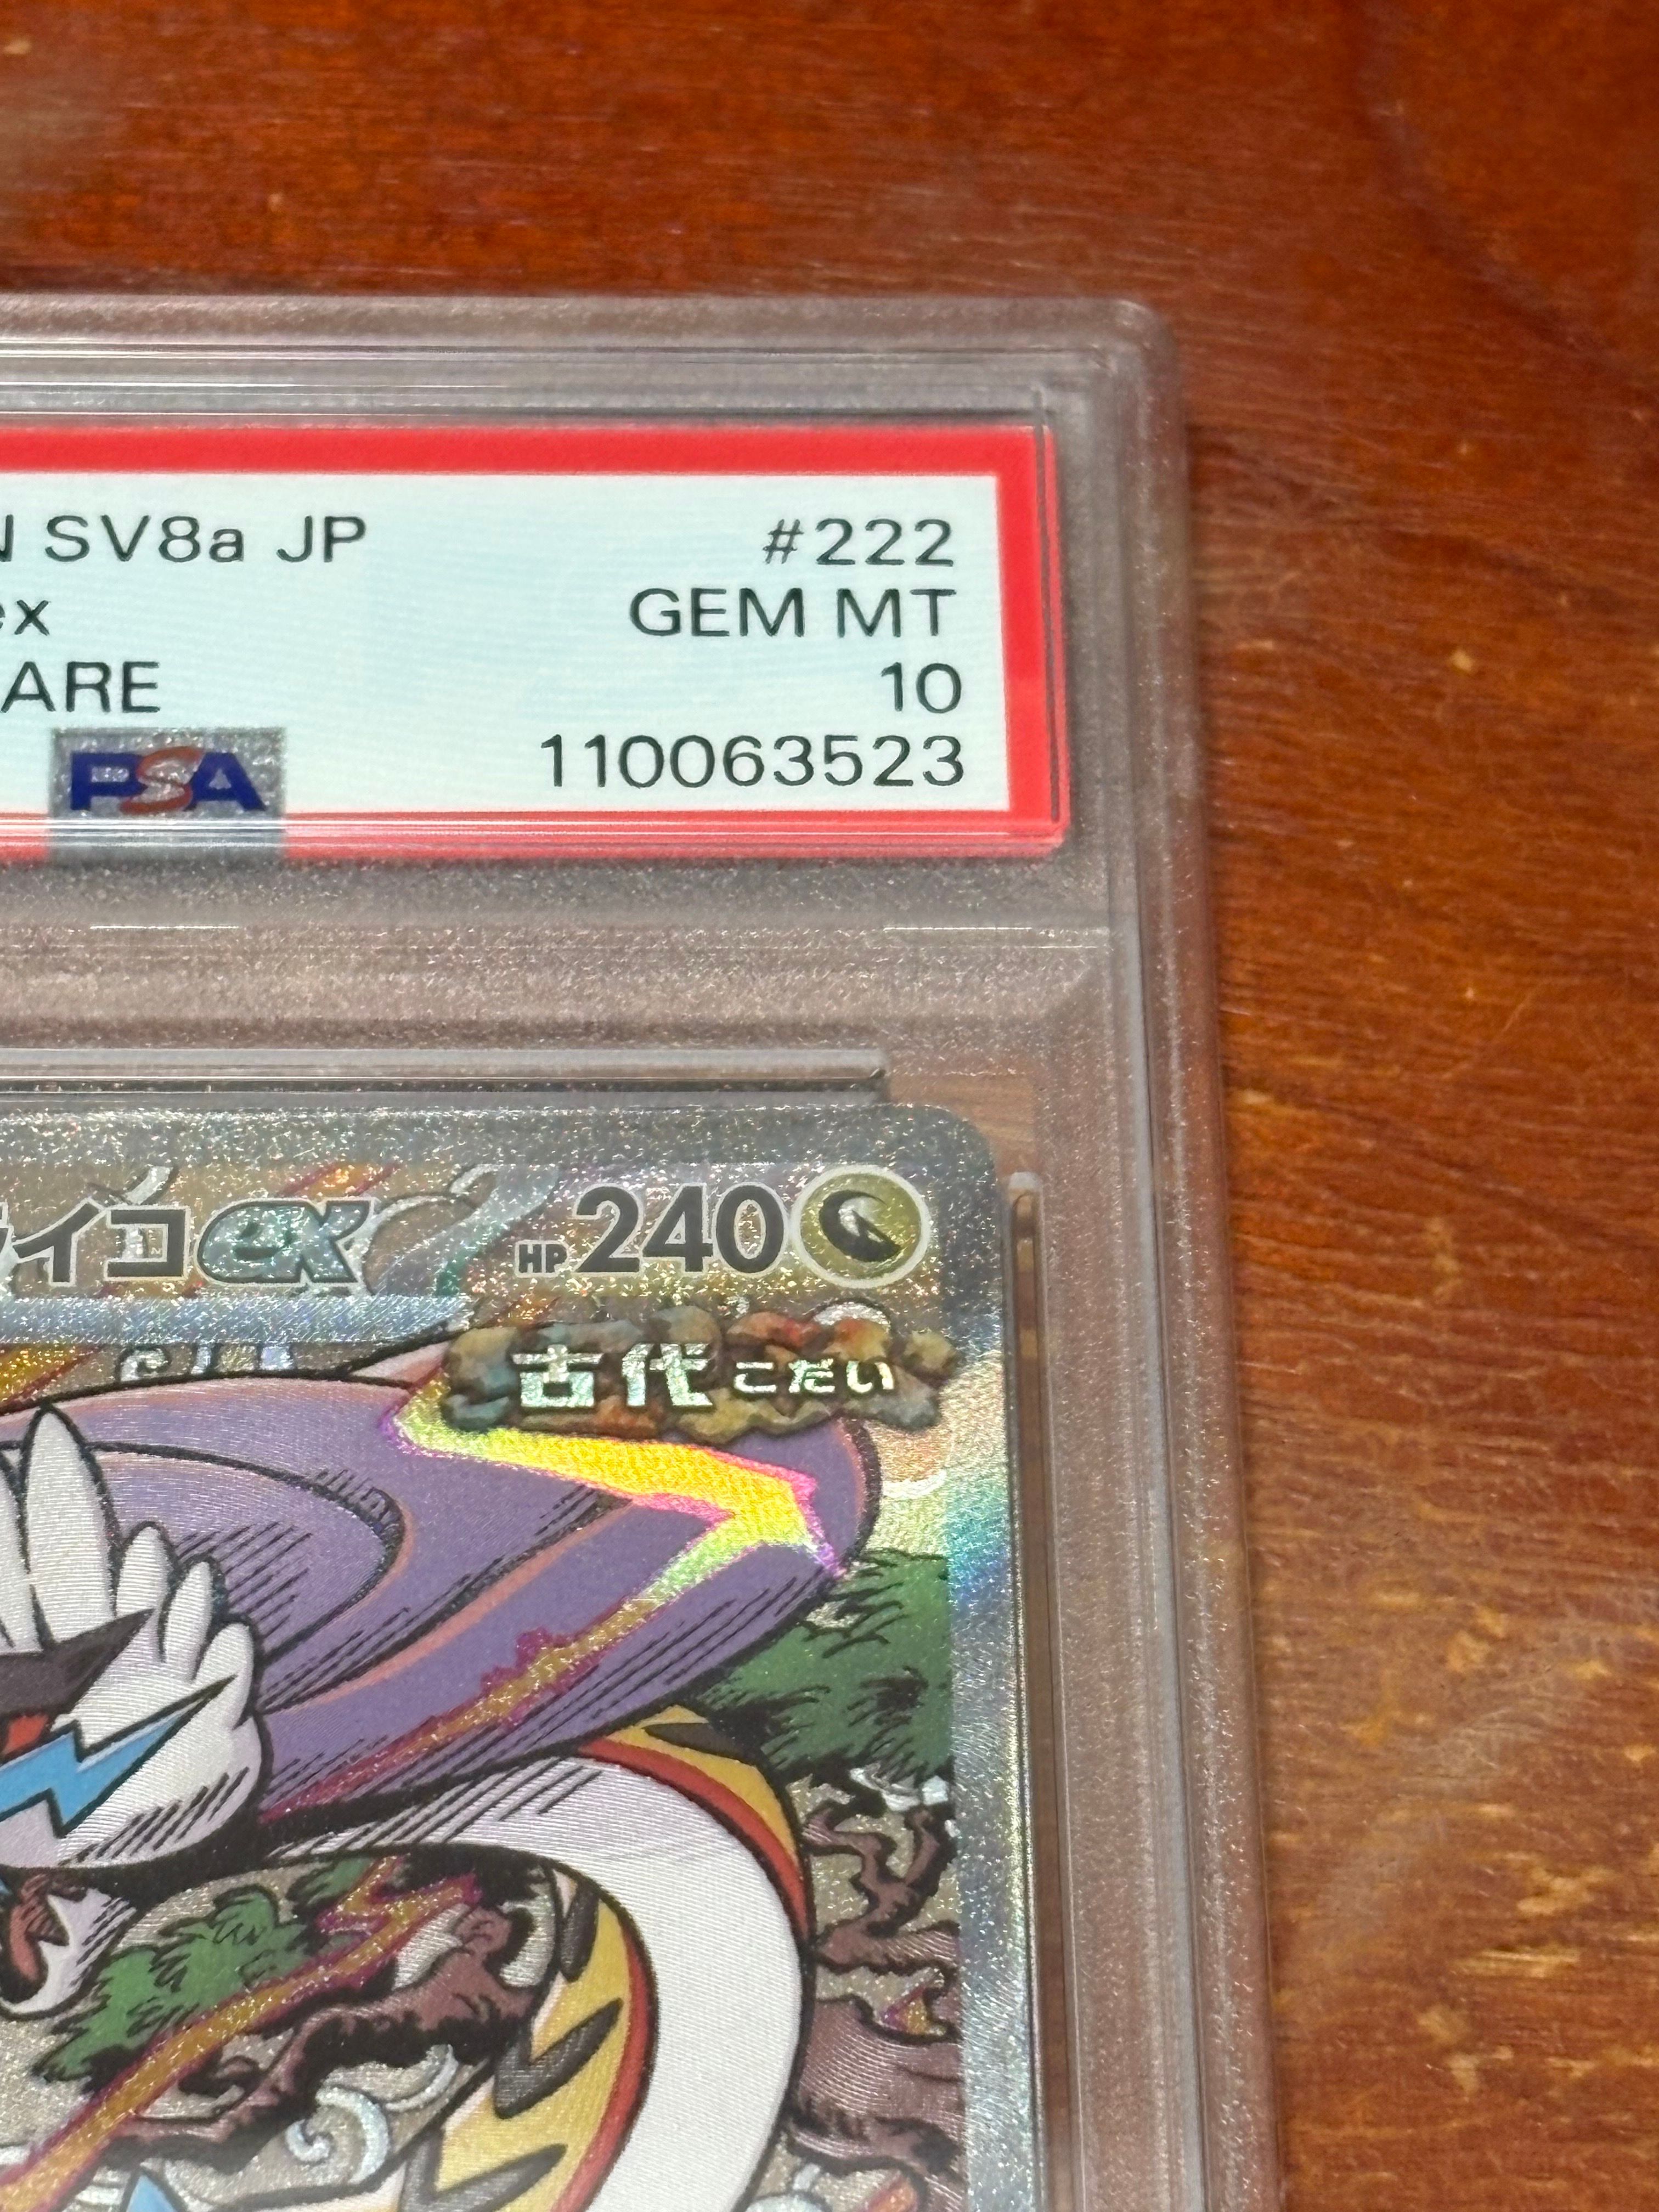 N SV8a JP #222
ex GEM MT
ARE 10
PSA 110063523
ライコex HP240
古代 こだい